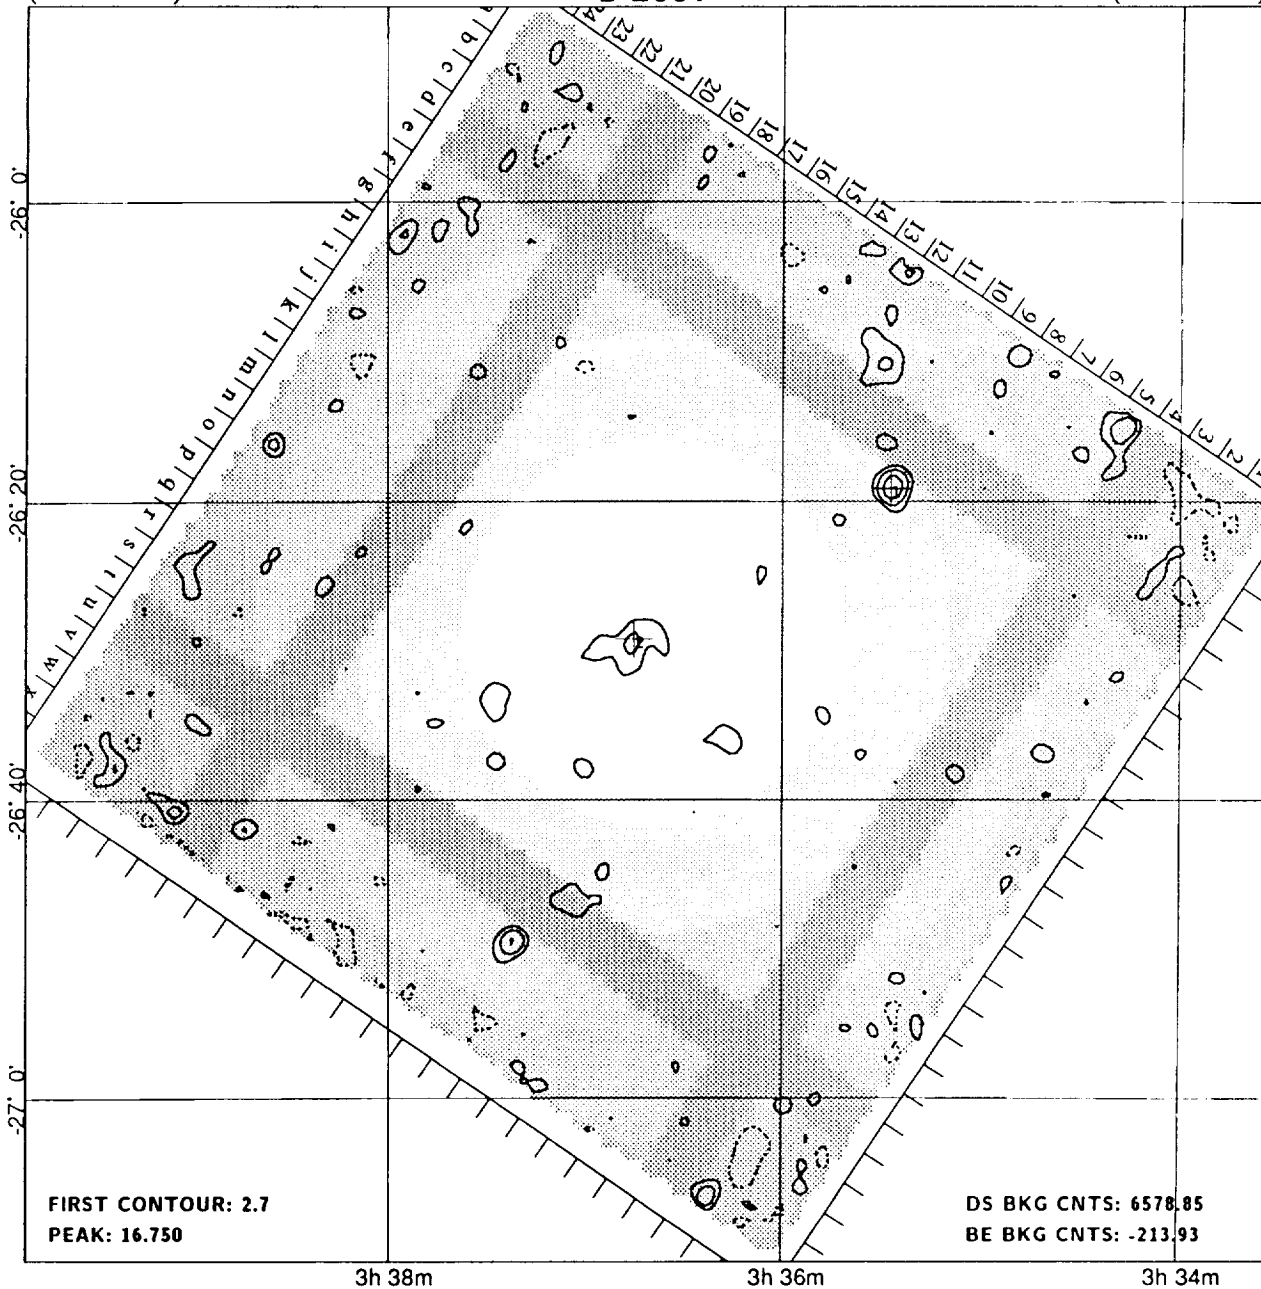 24 23 22 21 20 19 18 17 16 15 14 13 12 11 10 9 8 7 6 5 4 3 2
b c d e f g h i j k l m n o p q r s t u v w x
-26° 0'
-26° 20'
-26° 40'
-27° 0'
FIRST CONTOUR: 2.7
PEAK: 16.750
DS BKG CNTS: 6578.85
BE BKG CNTS: -213.93
3h 38m 3h 36m 3h 34m